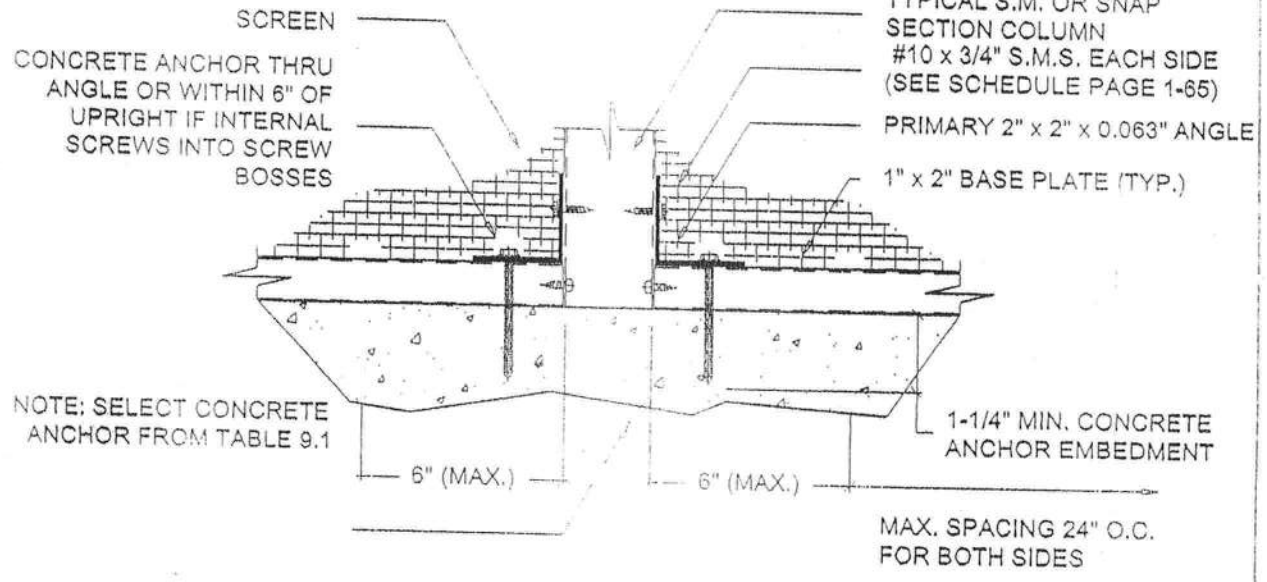 SCREEN
CONCRETE ANCHOR THRU
ANGLE OR WITHIN 6" OF
UPRIGHT IF INTERNAL
SCREWS INTO SCREW
BOSSES
NOTE: SELECT CONCRETE
ANCHOR FROM TABLE 9.1
TYPICAL S.M. OR SNAP
SECTION COLUMN
#10 x 3/4" S.M.S. EACH SIDE
(SEE SCHEDULE PAGE 1-65)
PRIMARY 2" x 2" x 0.063" ANGLE
1" x 2" BASE PLATE (TYP.)
1-1/4" MIN. CONCRETE
ANCHOR EMBEDMENT
6" (MAX.)
6" (MAX.)
MAX. SPACING 24" O.C.
FOR BOTH SIDES